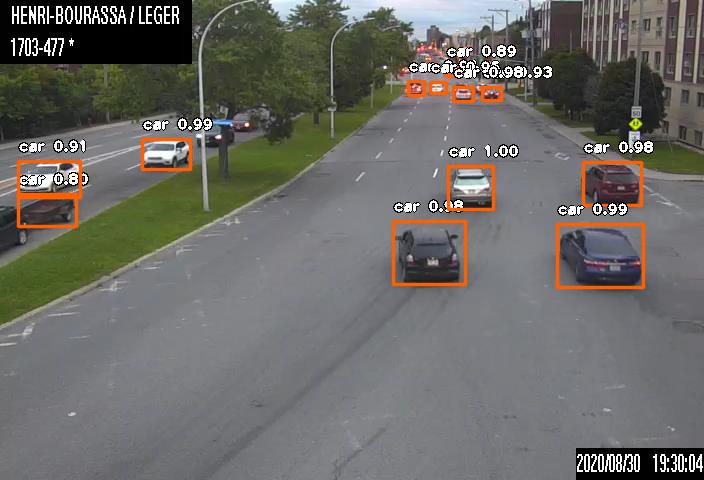 HENRI-BOURASSA / LEGER
1703-477 *
car 0.89
car 0.98
.93
car 0.99
car 0.91
car 0.80
car 1.00
car 0.98
car 0.98
car 0.99
2020/08/30 19:30:04